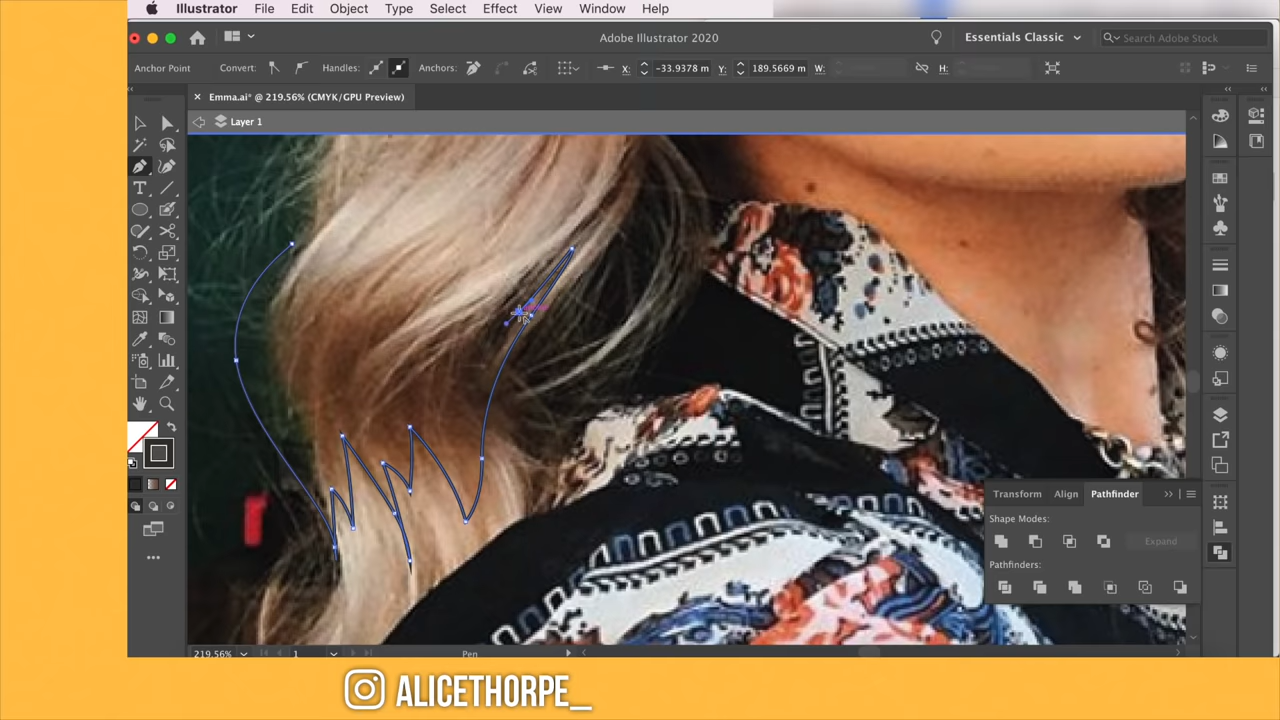 Illustrator File Edit Object Type Select Effect View Window Help
Adobe Illustrator 2020
Essentials Classic
Search Adobe Stock
Anchor Point Convert: Handles: Anchors: X: -33.9378 m Y: 189.5669 m W: H:
Emma.ai* @ 219.56% (CMYK/GPU Preview)
Layer 1
Transform Align Pathfinder
Shape Modes:
Expand
Pathfinders:
219.56% 1 Pen
ALICETHORPE_